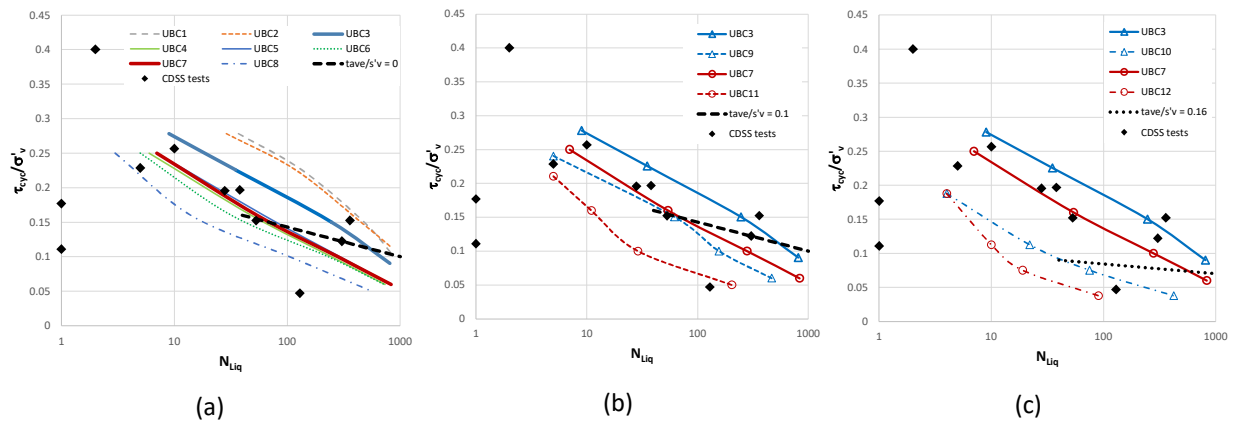 0.45
0.4
0.35
0.3
0.25
0.2
0.15
0.1
0.05
0
τcyc/σ'v
UBC1 UBC2 UBC3
UBC4 UBC5 UBC6
UBC7 tave/s'v = 0
UBC8
CDSS tests
1 10 100 1000
NLiq
(a)
0.45
0.4
0.35
0.3
0.25
0.2
0.15
0.1
0.05
0
τcyc/σ'v
UBC3
UBC9
UBC7
UBC11
tave/s'v = 0.1
CDSS tests
1 10 100 1000
NLiq
(b)
0.45
0.4
0.35
0.3
0.25
0.2
0.15
0.1
0.05
0
τcyc/σ'v
UBC3
UBC10
UBC7
UBC12
tave/s'v = 0.16
CDSS tests
1 10 100 1000
NLiq
(c)